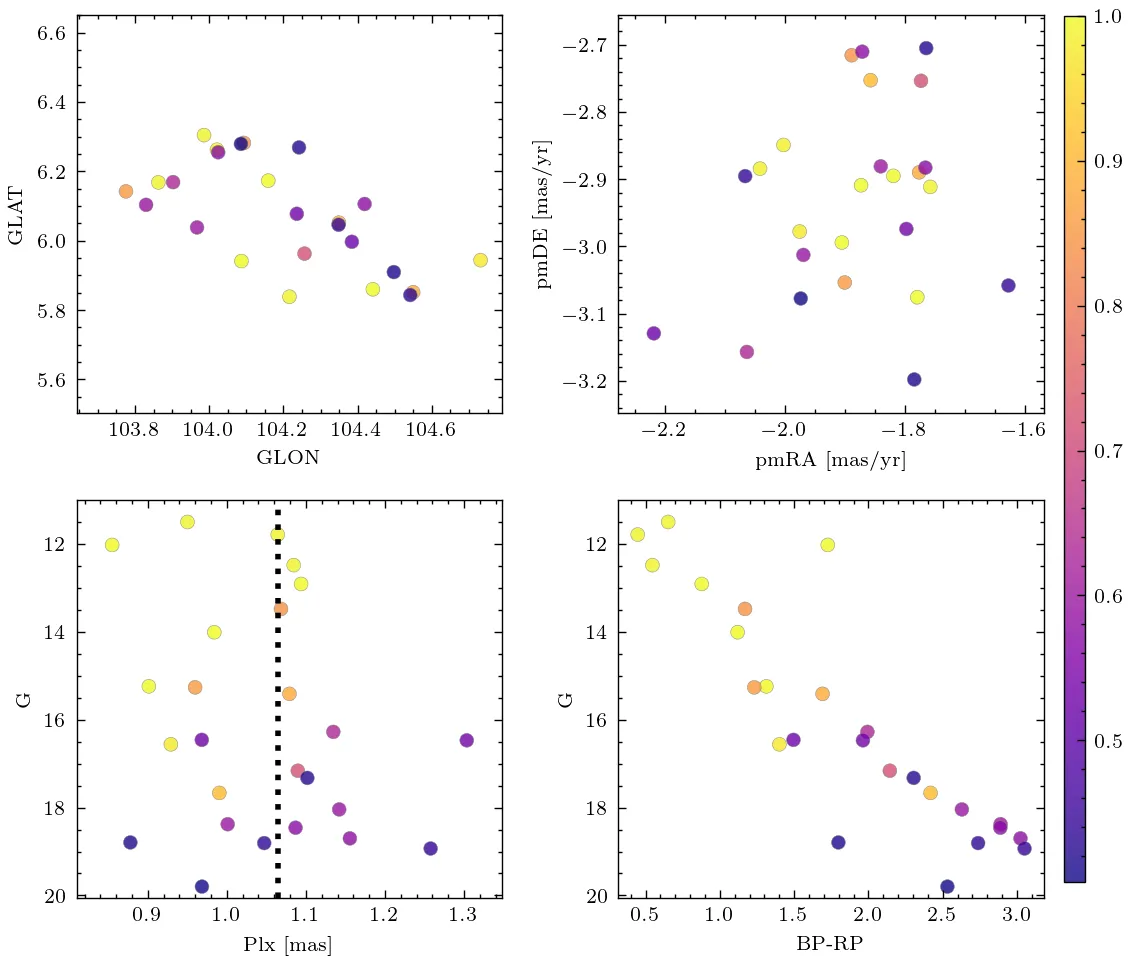 6.6
6.4
6.2
6.0
5.8
5.6
GLAT
103.8 104.0 104.2 104.4 104.6
GLON
−2.7
−2.8
−2.9
−3.0
−3.1
−3.2
pmDE [mas/yr]
−2.2 −2.0 −1.8 −1.6
pmRA [mas/yr]
1.0
0.9
0.8
0.7
0.6
0.5
12
14
16
18
20
G
0.9 1.0 1.1 1.2 1.3
Plx [mas]
12
14
16
18
20
G
0.5 1.0 1.5 2.0 2.5 3.0
BP-RP